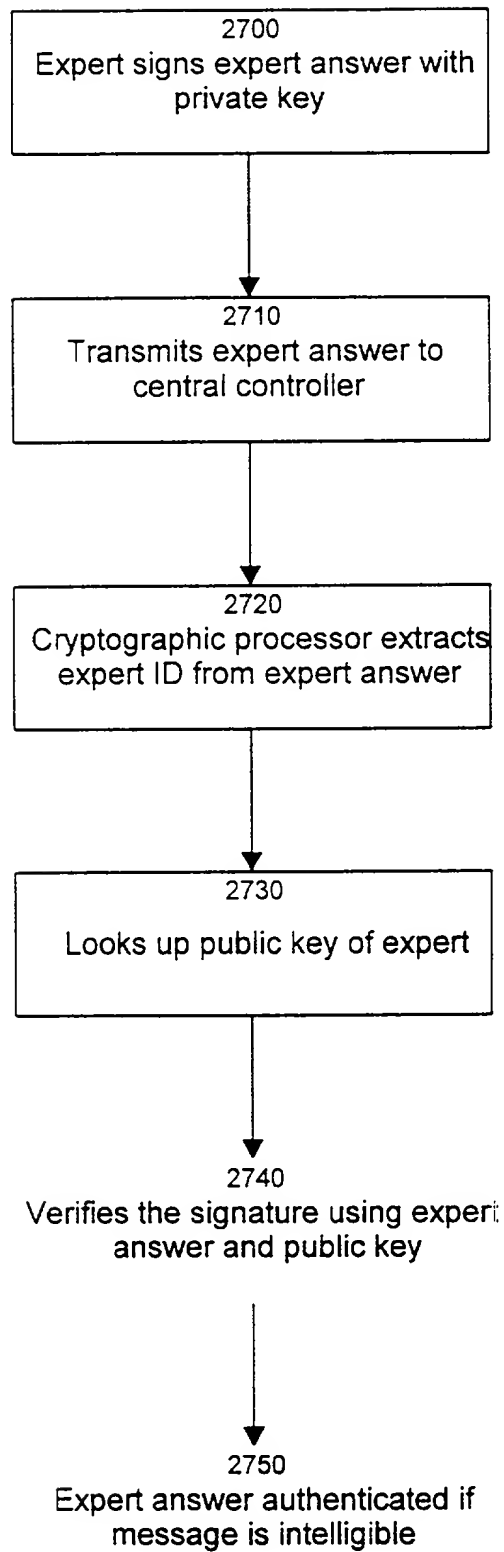 2700
Expert signs expert answer with
private key
2710
Transmits expert answer to
central controller
2720
Cryptographic processor extracts
expert ID from expert answer
2730
Looks up public key of expert
2740
Verifies the signature using expert
answer and public key
2750
Expert answer authenticated if
message is intelligible